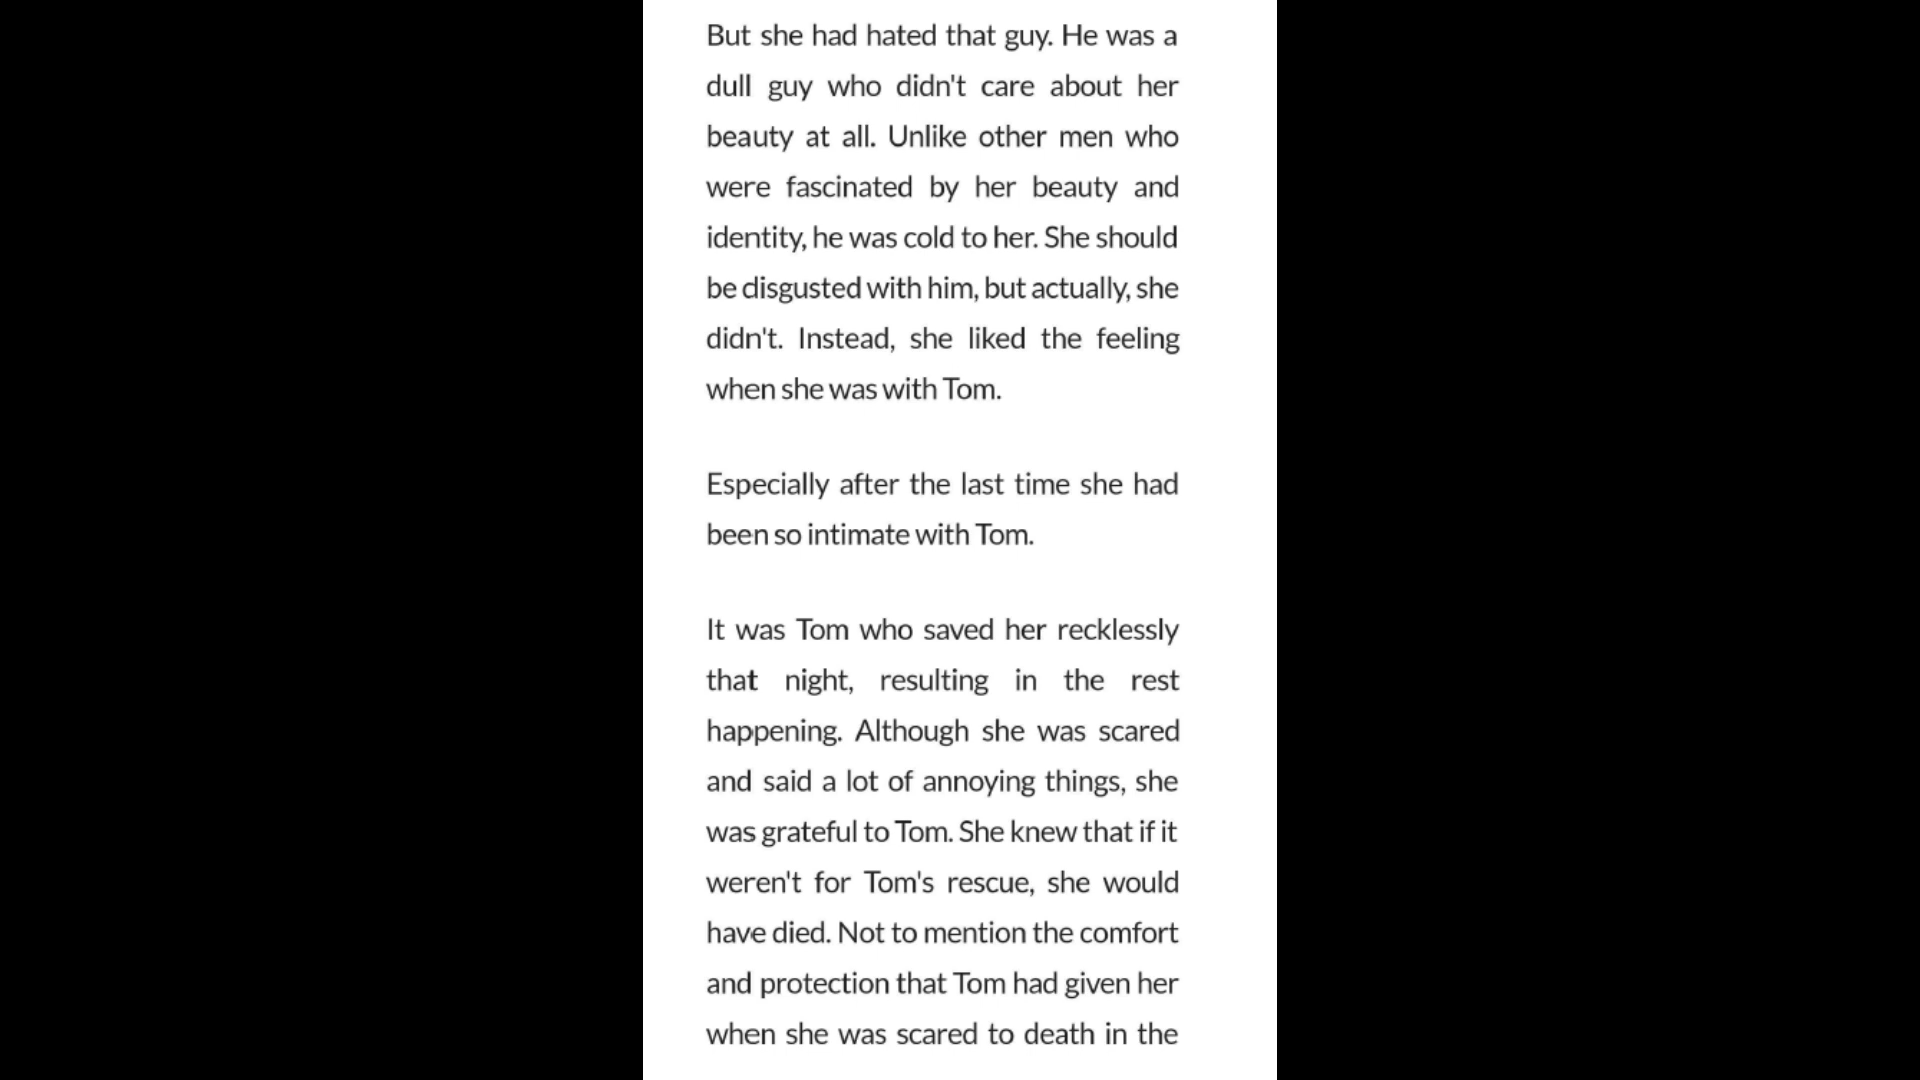 But she had hated that guy. He was a
dull guy who didn't care about her
beauty at all. Unlike other men who
were fascinated by her beauty and
identity, he was cold to her. She should
be disgusted with him, but actually, she
didn't. Instead, she liked the feeling
when she was with Tom.
Especially after the last time she had
been so intimate with Tom.
It was Tom who saved her recklessly
that night, resulting in the rest
happening. Although she was scared
and said a lot of annoying things, she
was grateful to Tom. She knew that if it
weren't for Tom's rescue, she would
have died. Not to mention the comfort
and protection that Tom had given her
when she was scared to death in the